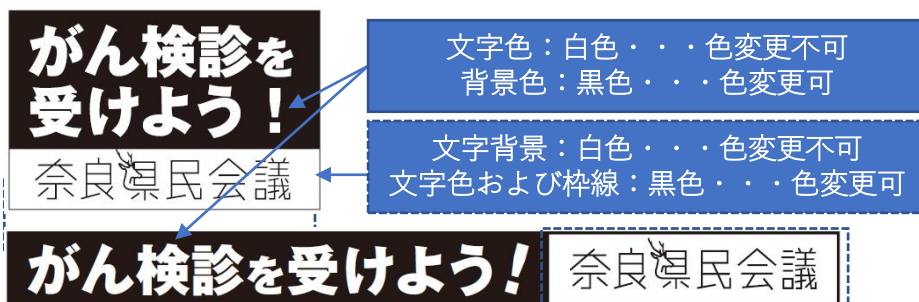 がん検診を
受けよう！
奈良県民会議
文字色：白色・・・色変更不可
背景色：黒色・・・色変更可
文字背景：白色・・・色変更不可
文字色および枠線：黒色・・・色変更可
がん検診を受けよう！
奈良県民会議